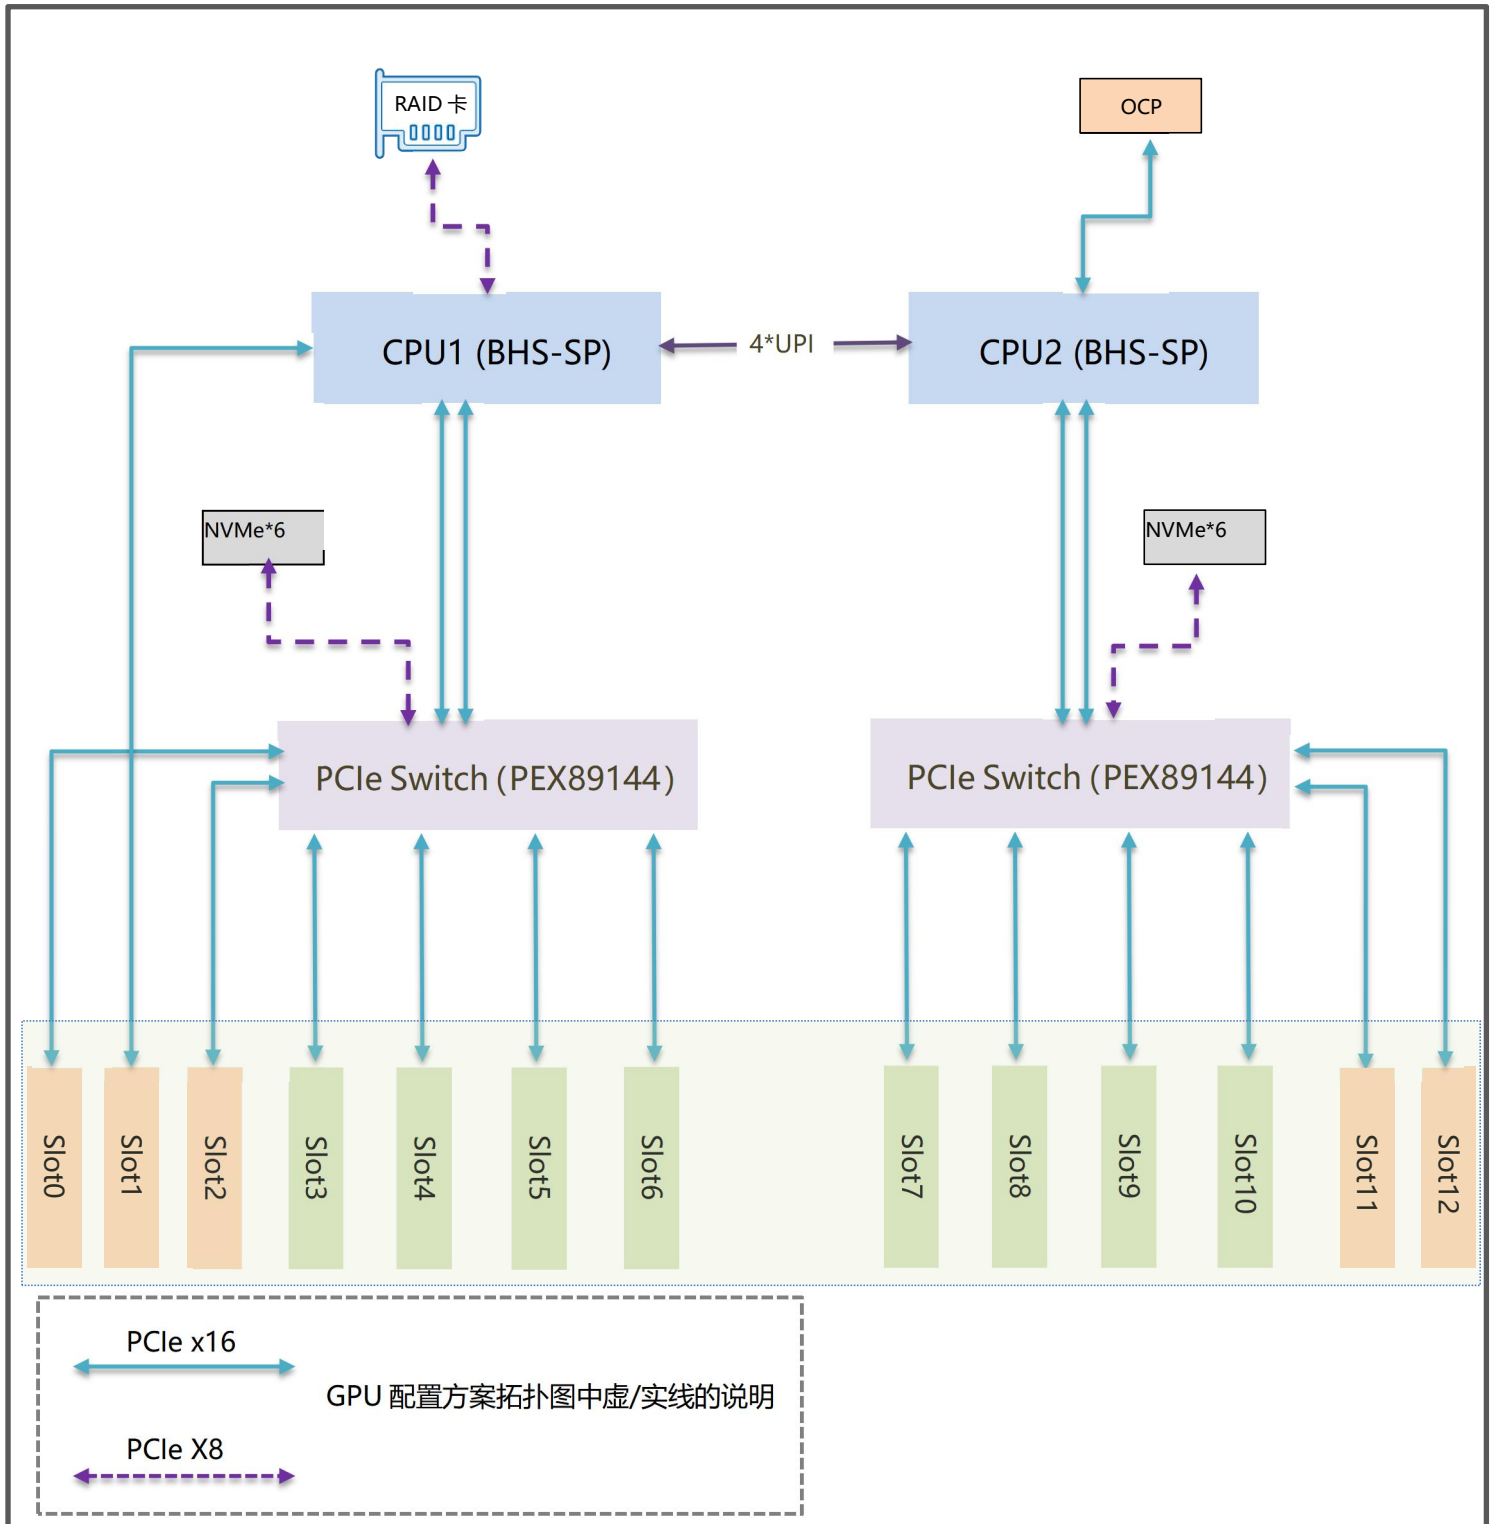 RAID 卡
OCP
CPU1 (BHS-SP)
4*UPI
CPU2 (BHS-SP)
NVMe*6
NVMe*6
PCIe Switch (PEX89144)
PCIe Switch (PEX89144)
Slot0
Slot1
Slot2
Slot3
Slot4
Slot5
Slot6
Slot7
Slot8
Slot9
Slot10
Slot11
Slot12
PCIe x16
GPU 配置方案拓扑图中虚/实线的说明
PCIe X8